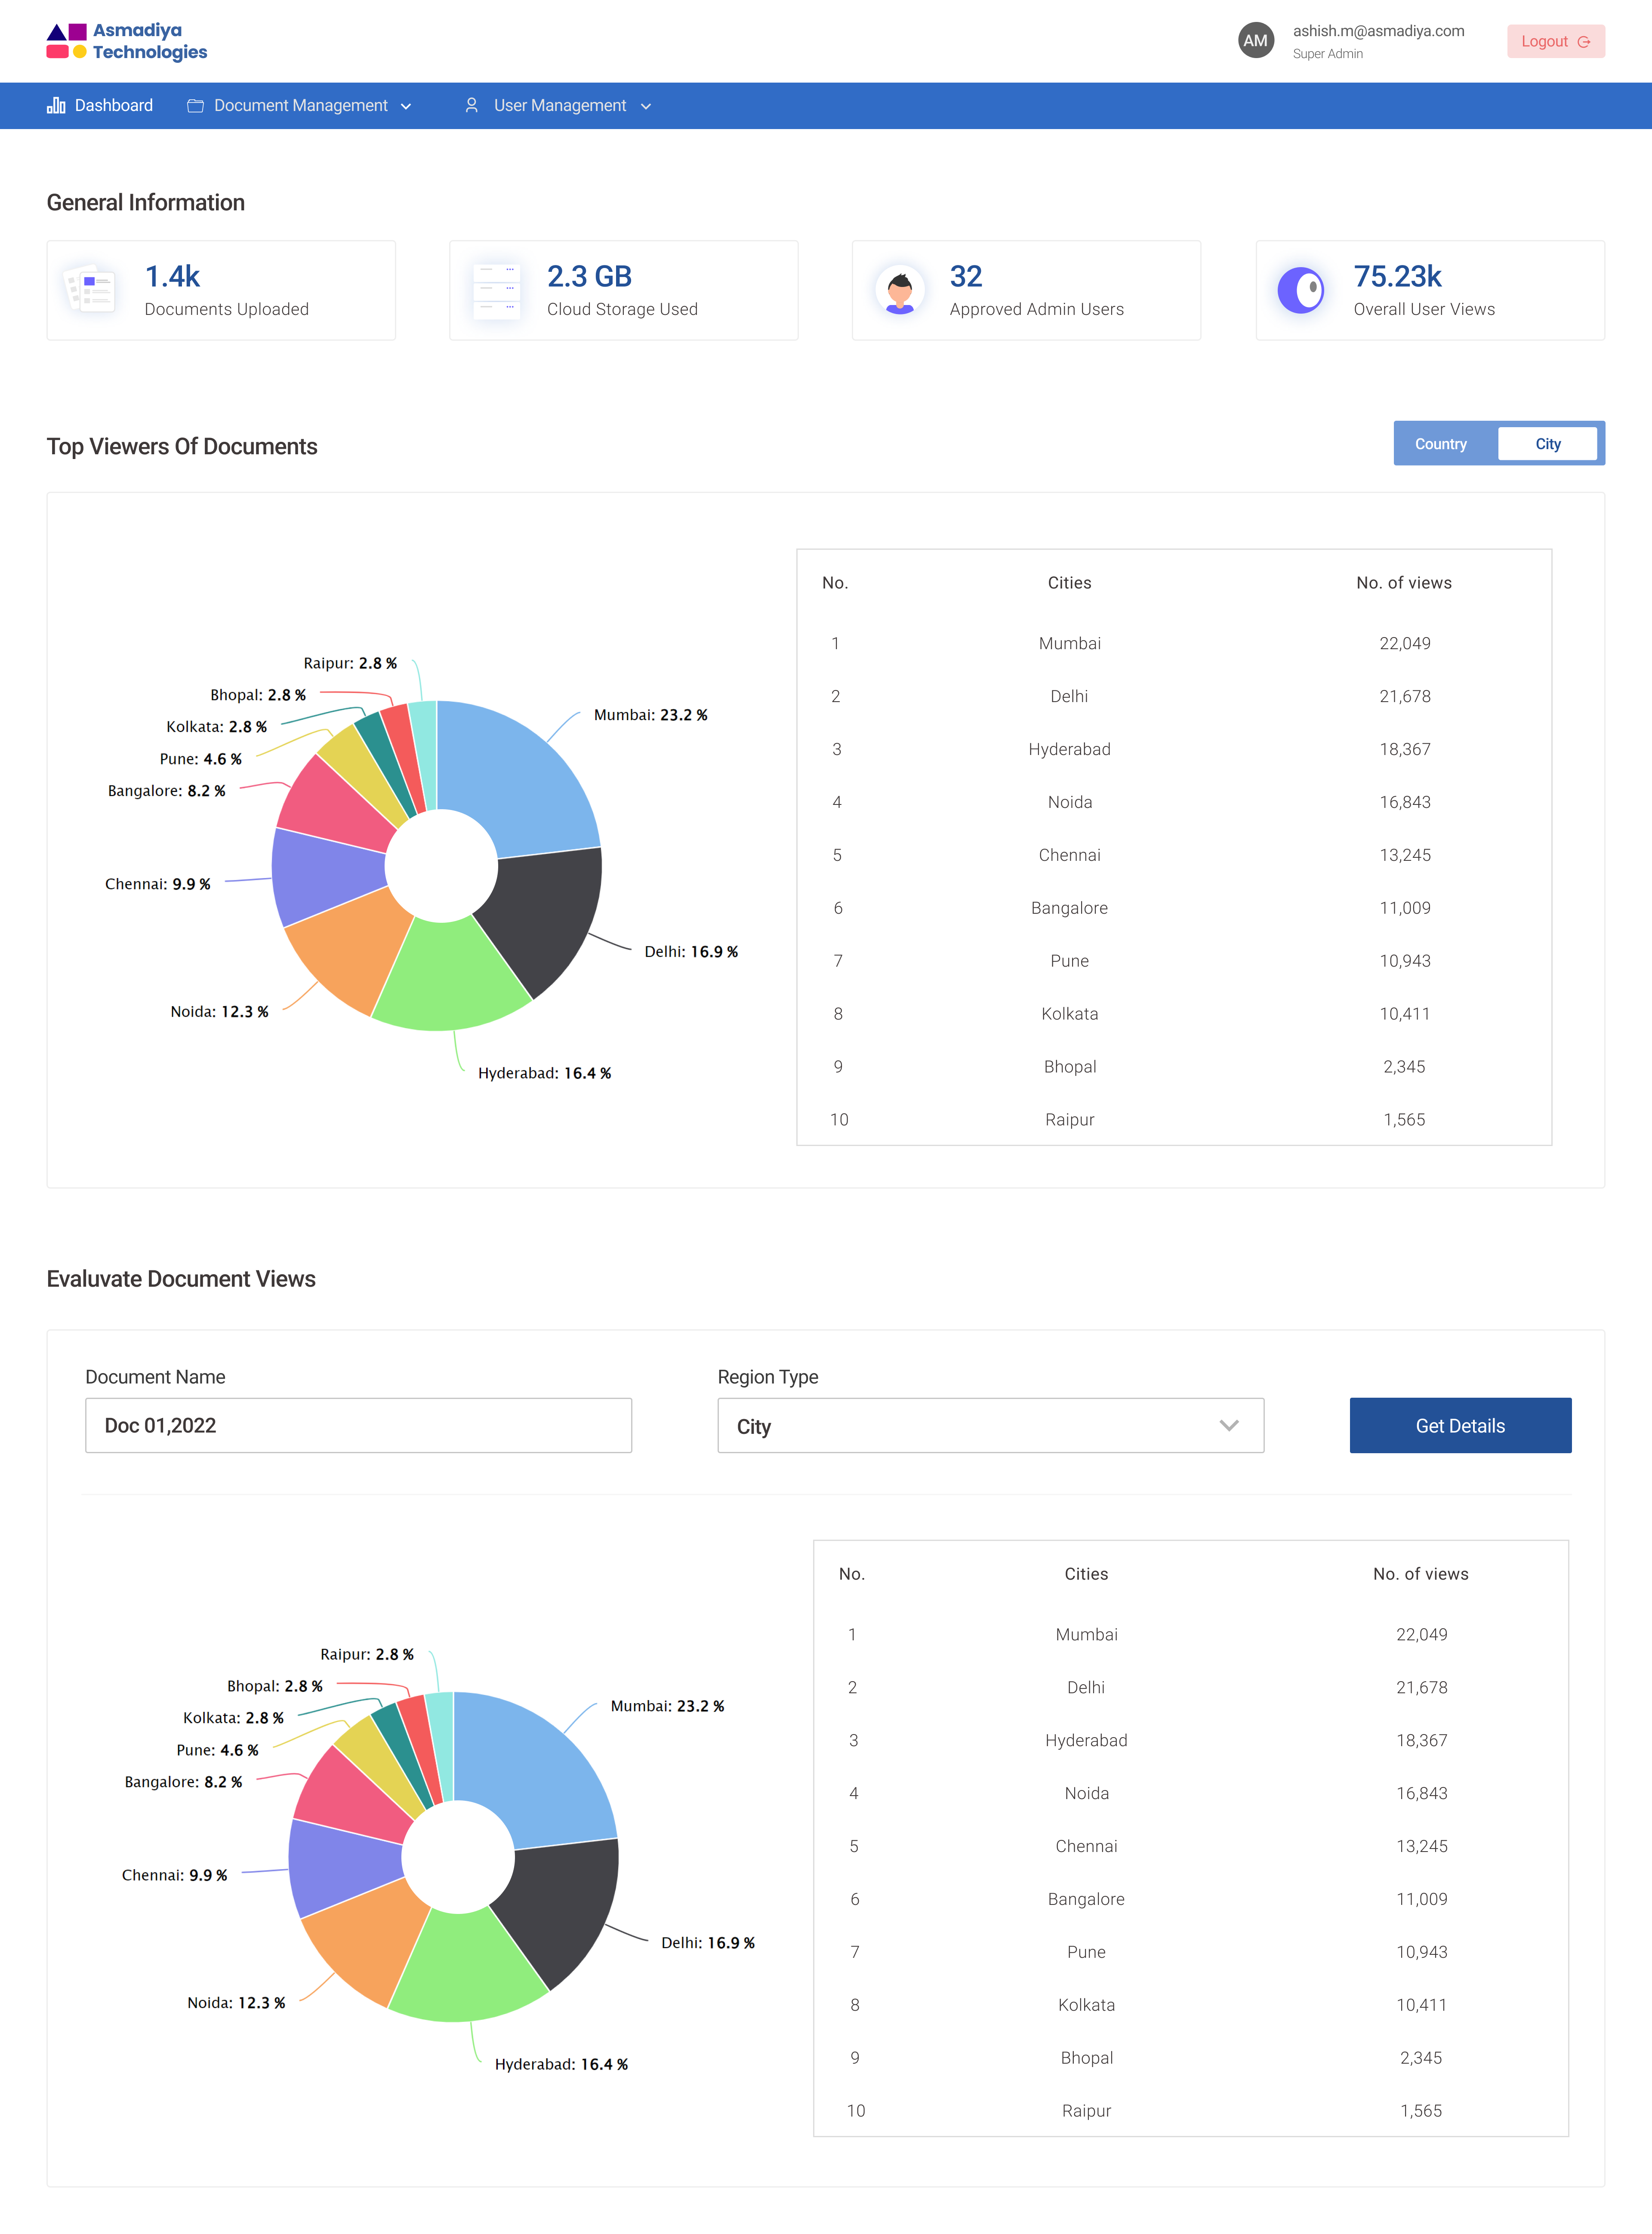 Asmadiya
Technologies
AM
ashish.m@asmadiya.com
Super Admin
Logout
Dashboard
Document Management
User Management
General Information
1.4k
Documents Uploaded
2.3 GB
Cloud Storage Used
32
Approved Admin Users
75.23k
Overall User Views
Top Viewers Of Documents
Country
City
Raipur: 2.8 %
Bhopal: 2.8 %
Kolkata: 2.8 %
Pune: 4.6 %
Bangalore: 8.2 %
Chennai: 9.9 %
Noida: 12.3 %
Mumbai: 23.2 %
Delhi: 16.9 %
Hyderabad: 16.4 %
No. Cities No. of views
1 Mumbai 22,049
2 Delhi 21,678
3 Hyderabad 18,367
4 Noida 16,843
5 Chennai 13,245
6 Bangalore 11,009
7 Pune 10,943
8 Kolkata 10,411
9 Bhopal 2,345
10 Raipur 1,565
Evaluvate Document Views
Document Name
Doc 01,2022
Region Type
City
Get Details
Raipur: 2.8 %
Bhopal: 2.8 %
Kolkata: 2.8 %
Pune: 4.6 %
Bangalore: 8.2 %
Chennai: 9.9 %
Noida: 12.3 %
Mumbai: 23.2 %
Delhi: 16.9 %
Hyderabad: 16.4 %
No. Cities No. of views
1 Mumbai 22,049
2 Delhi 21,678
3 Hyderabad 18,367
4 Noida 16,843
5 Chennai 13,245
6 Bangalore 11,009
7 Pune 10,943
8 Kolkata 10,411
9 Bhopal 2,345
10 Raipur 1,565